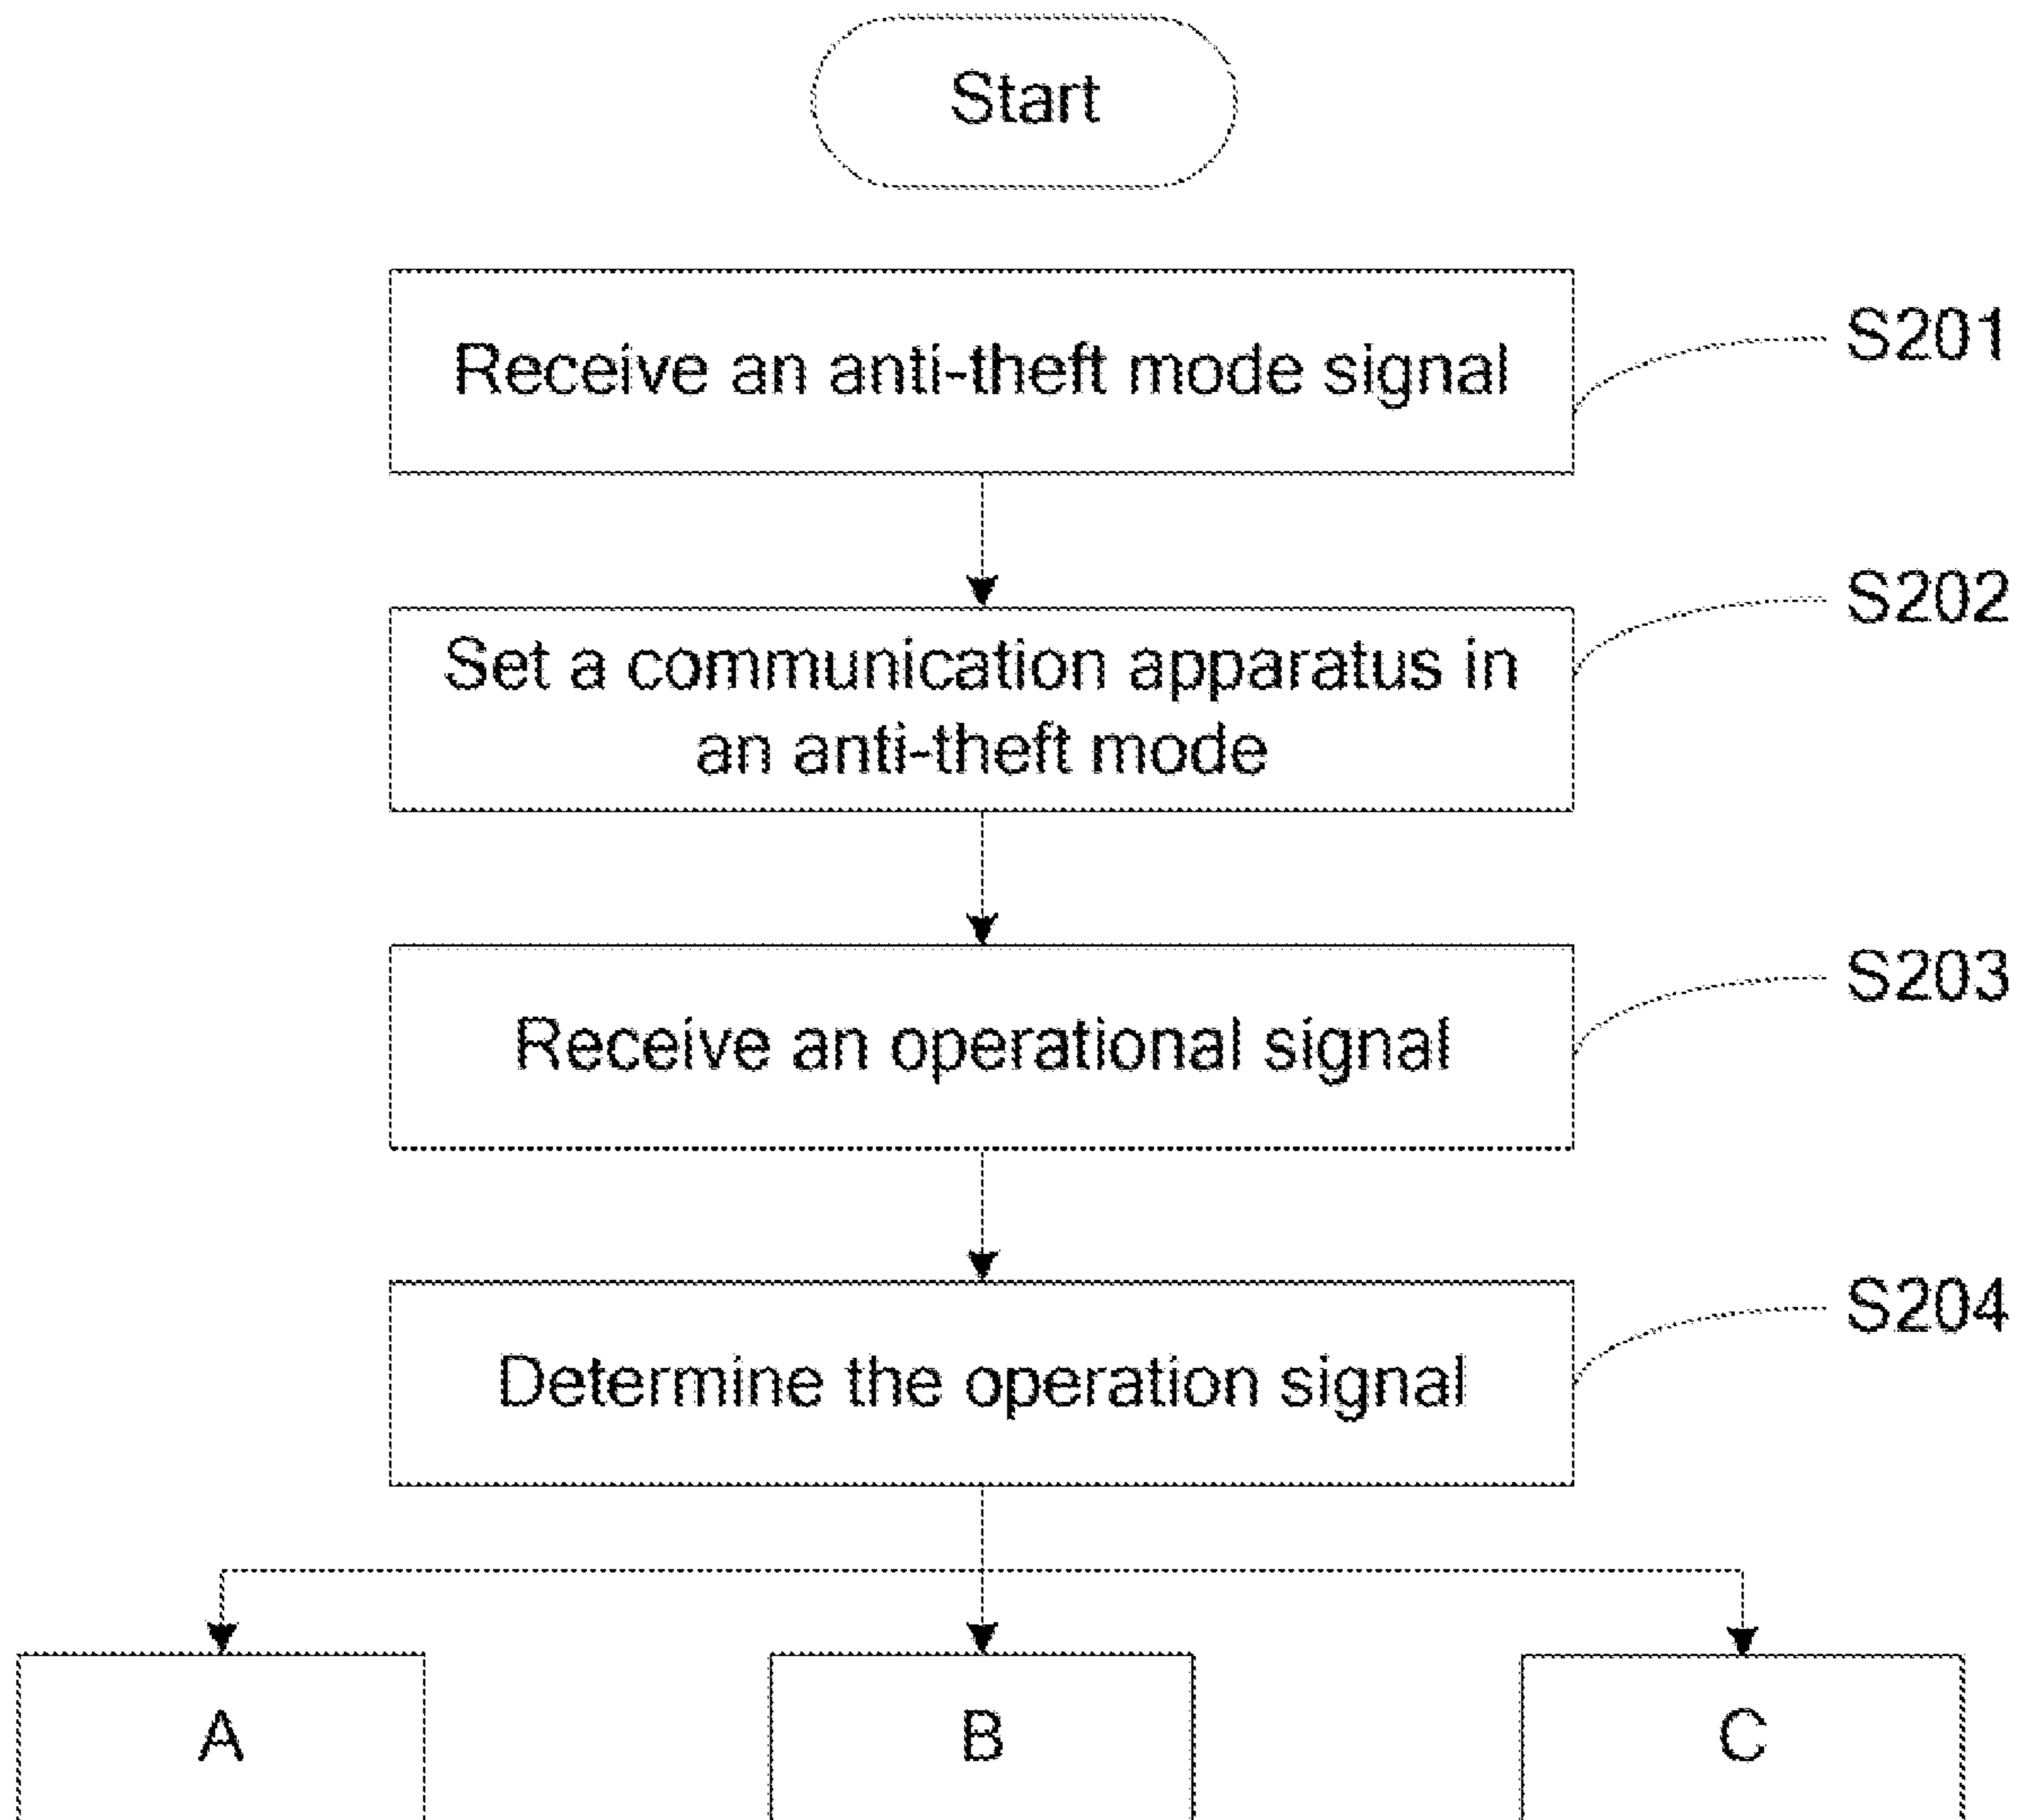 Start
Receive an anti-theft mode signal
S201
Set a communication apparatus in
an anti-theft mode
S202
Receive an operational signal
S203
Determine the operation signal
S204
A
B
C